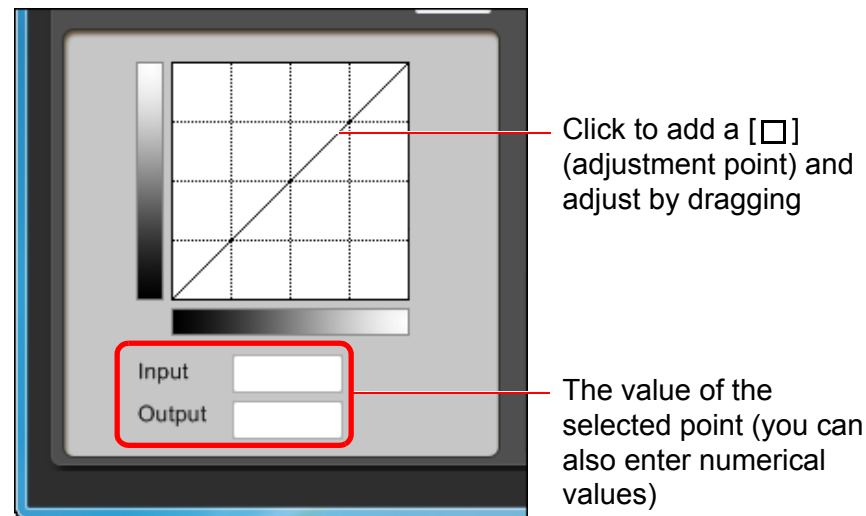 Click to add a [□]
(adjustment point) and
adjust by dragging
Input
Output
The value of the
selected point (you can
also enter numerical
values)